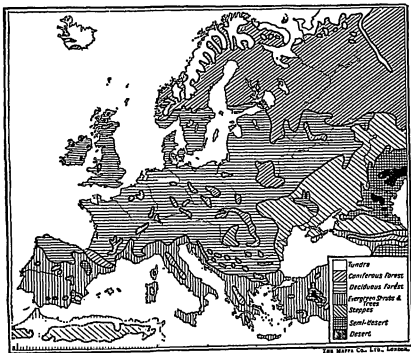 Tundra
Coniferous Forest
Deciduous Forest
Evergreen Shrubs &
Trees
Steppes
Semi-Desert
Desert
THE MAPPA CO., LTD., LONDON